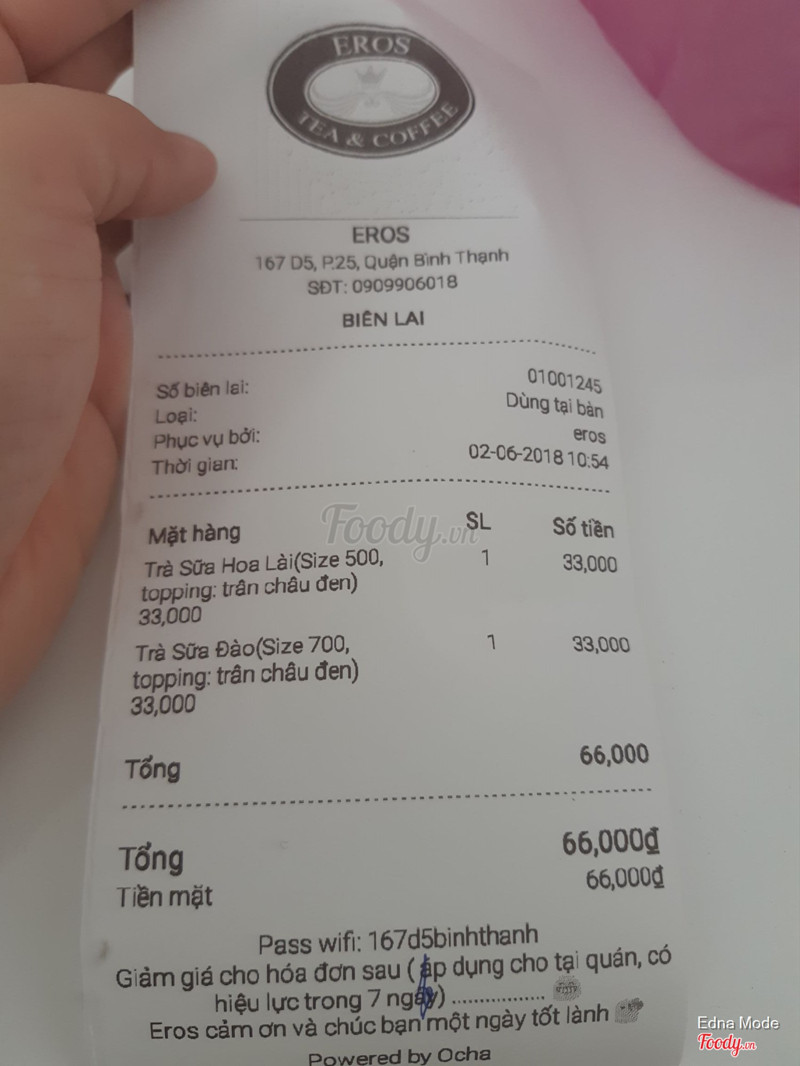 EROS
TEA & COFFEE
EROS
167 D5, P.25, Quận Bình Thạnh
SĐT: 0909906018
BIÊN LAI
Số biên lai: 01001245
Loại: Dùng tại bàn
Phục vụ bởi: eros
Thời gian: 02-06-2018 10:54
Mặt hàng SL Số tiền
Trà Sữa Hoa Lài(Size 500, 1 33,000
topping: trân châu đen)
33,000
Trà Sữa Đào(Size 700, 1 33,000
topping: trân châu đen)
33,000
Tổng 66,000
Tổng 66,000đ
Tiền mặt 66,000đ
Pass wifi: 167d5binhthanh
Giảm giá cho hóa đơn sau ( áp dụng cho tại quán, có
hiệu lực trong 7 ngày) .................
Eros cảm ơn và chúc bạn một ngày tốt lành
Powered by Ocha
Foody.vn
Edna Mode
Foody.vn